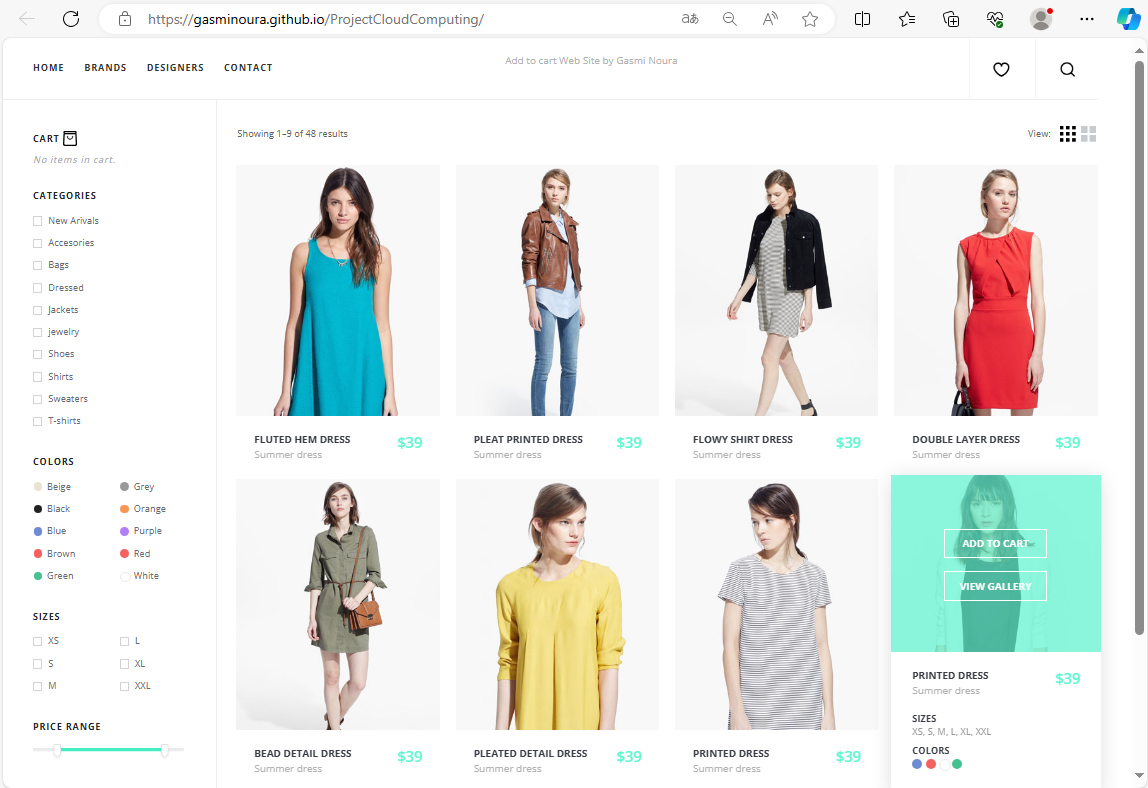 https://gasminoura.github.io/ProjectCloudComputing/
HOME BRANDS DESIGNERS CONTACT
Add to cart Web Site by Gasmi Noura
CART
No items in cart.
CATEGORIES
New Arivals
Accesories
Bags
Dressed
Jackets
jewelry
Shoes
Shirts
Sweaters
T-shirts
COLORS
Beige Grey
Black Orange
Blue Purple
Brown Red
Green White
SIZES
XS L
S XL
M XXL
PRICE RANGE
Showing 1–9 of 48 results
View:
FLUTED HEM DRESS $39
Summer dress
PLEAT PRINTED DRESS $39
Summer dress
FLOWY SHIRT DRESS $39
Summer dress
DOUBLE LAYER DRESS $39
Summer dress
BEAD DETAIL DRESS $39
Summer dress
PLEATED DETAIL DRESS $39
Summer dress
PRINTED DRESS $39
Summer dress
ADD TO CART
VIEW GALLERY
PRINTED DRESS $39
Summer dress
SIZES
XS, S, M, L, XL, XXL
COLORS